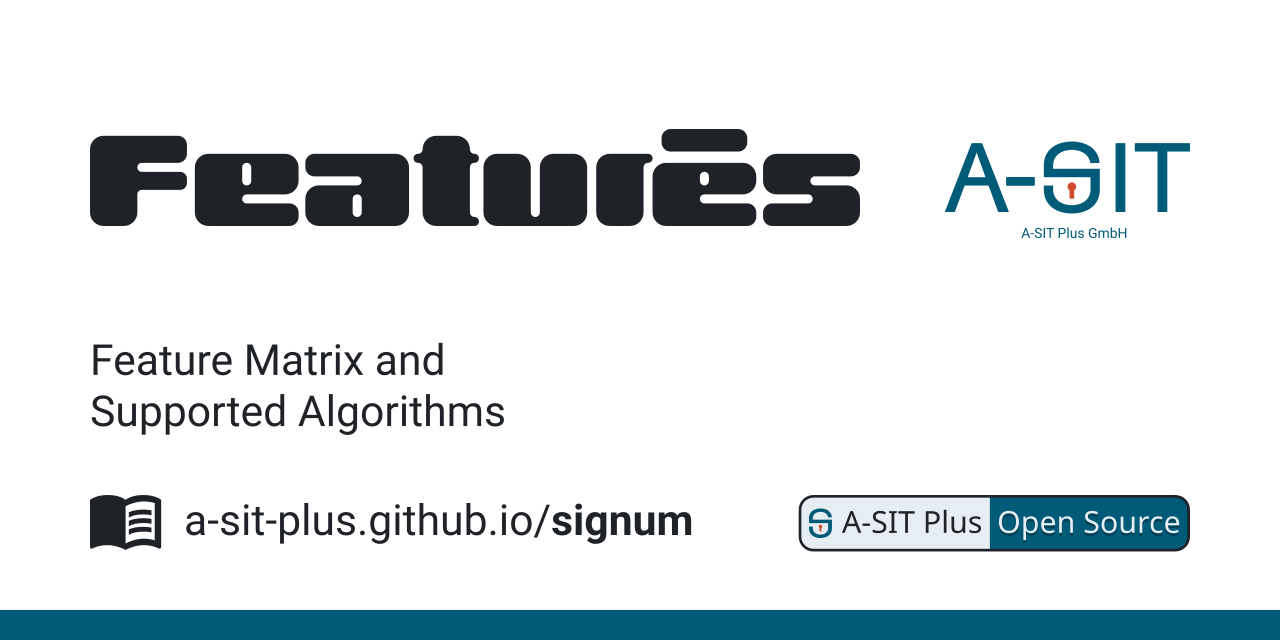 Featurēs
A-SIT
A-SIT Plus GmbH
Feature Matrix and
Supported Algorithms
a-sit-plus.github.io/signum
A-SIT Plus Open Source